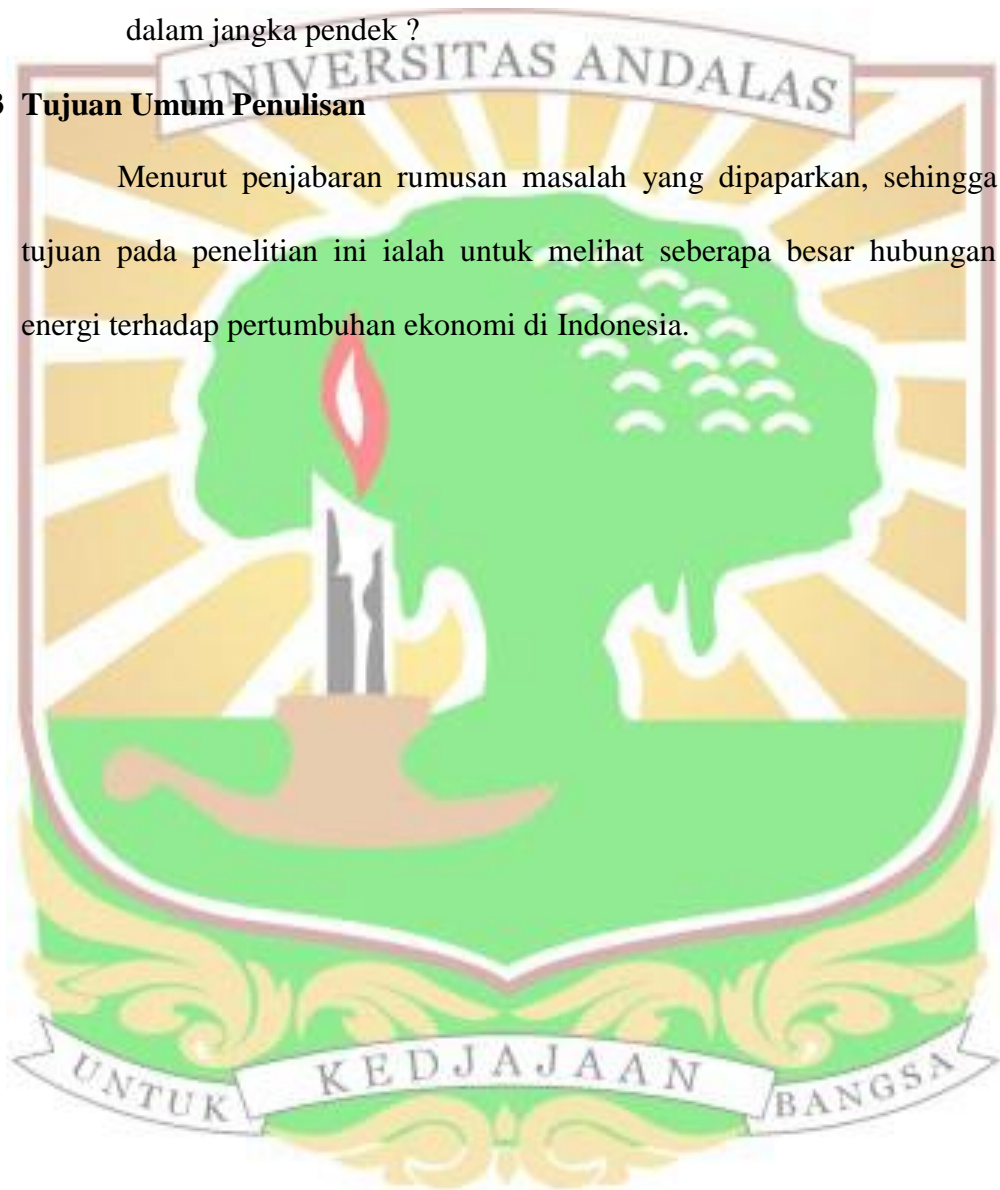 dalam jangka pendek ?
UNIVERSITAS ANDALAS
3 Tujuan Umum Penulisan
Menurut penjabaran rumusan masalah yang dipaparkan, sehingga
tujuan pada penelitian ini ialah untuk melihat seberapa besar hubungan
energi terhadap pertumbuhan ekonomi di Indonesia.
UNTUK KEDJAJAAN BANGSA